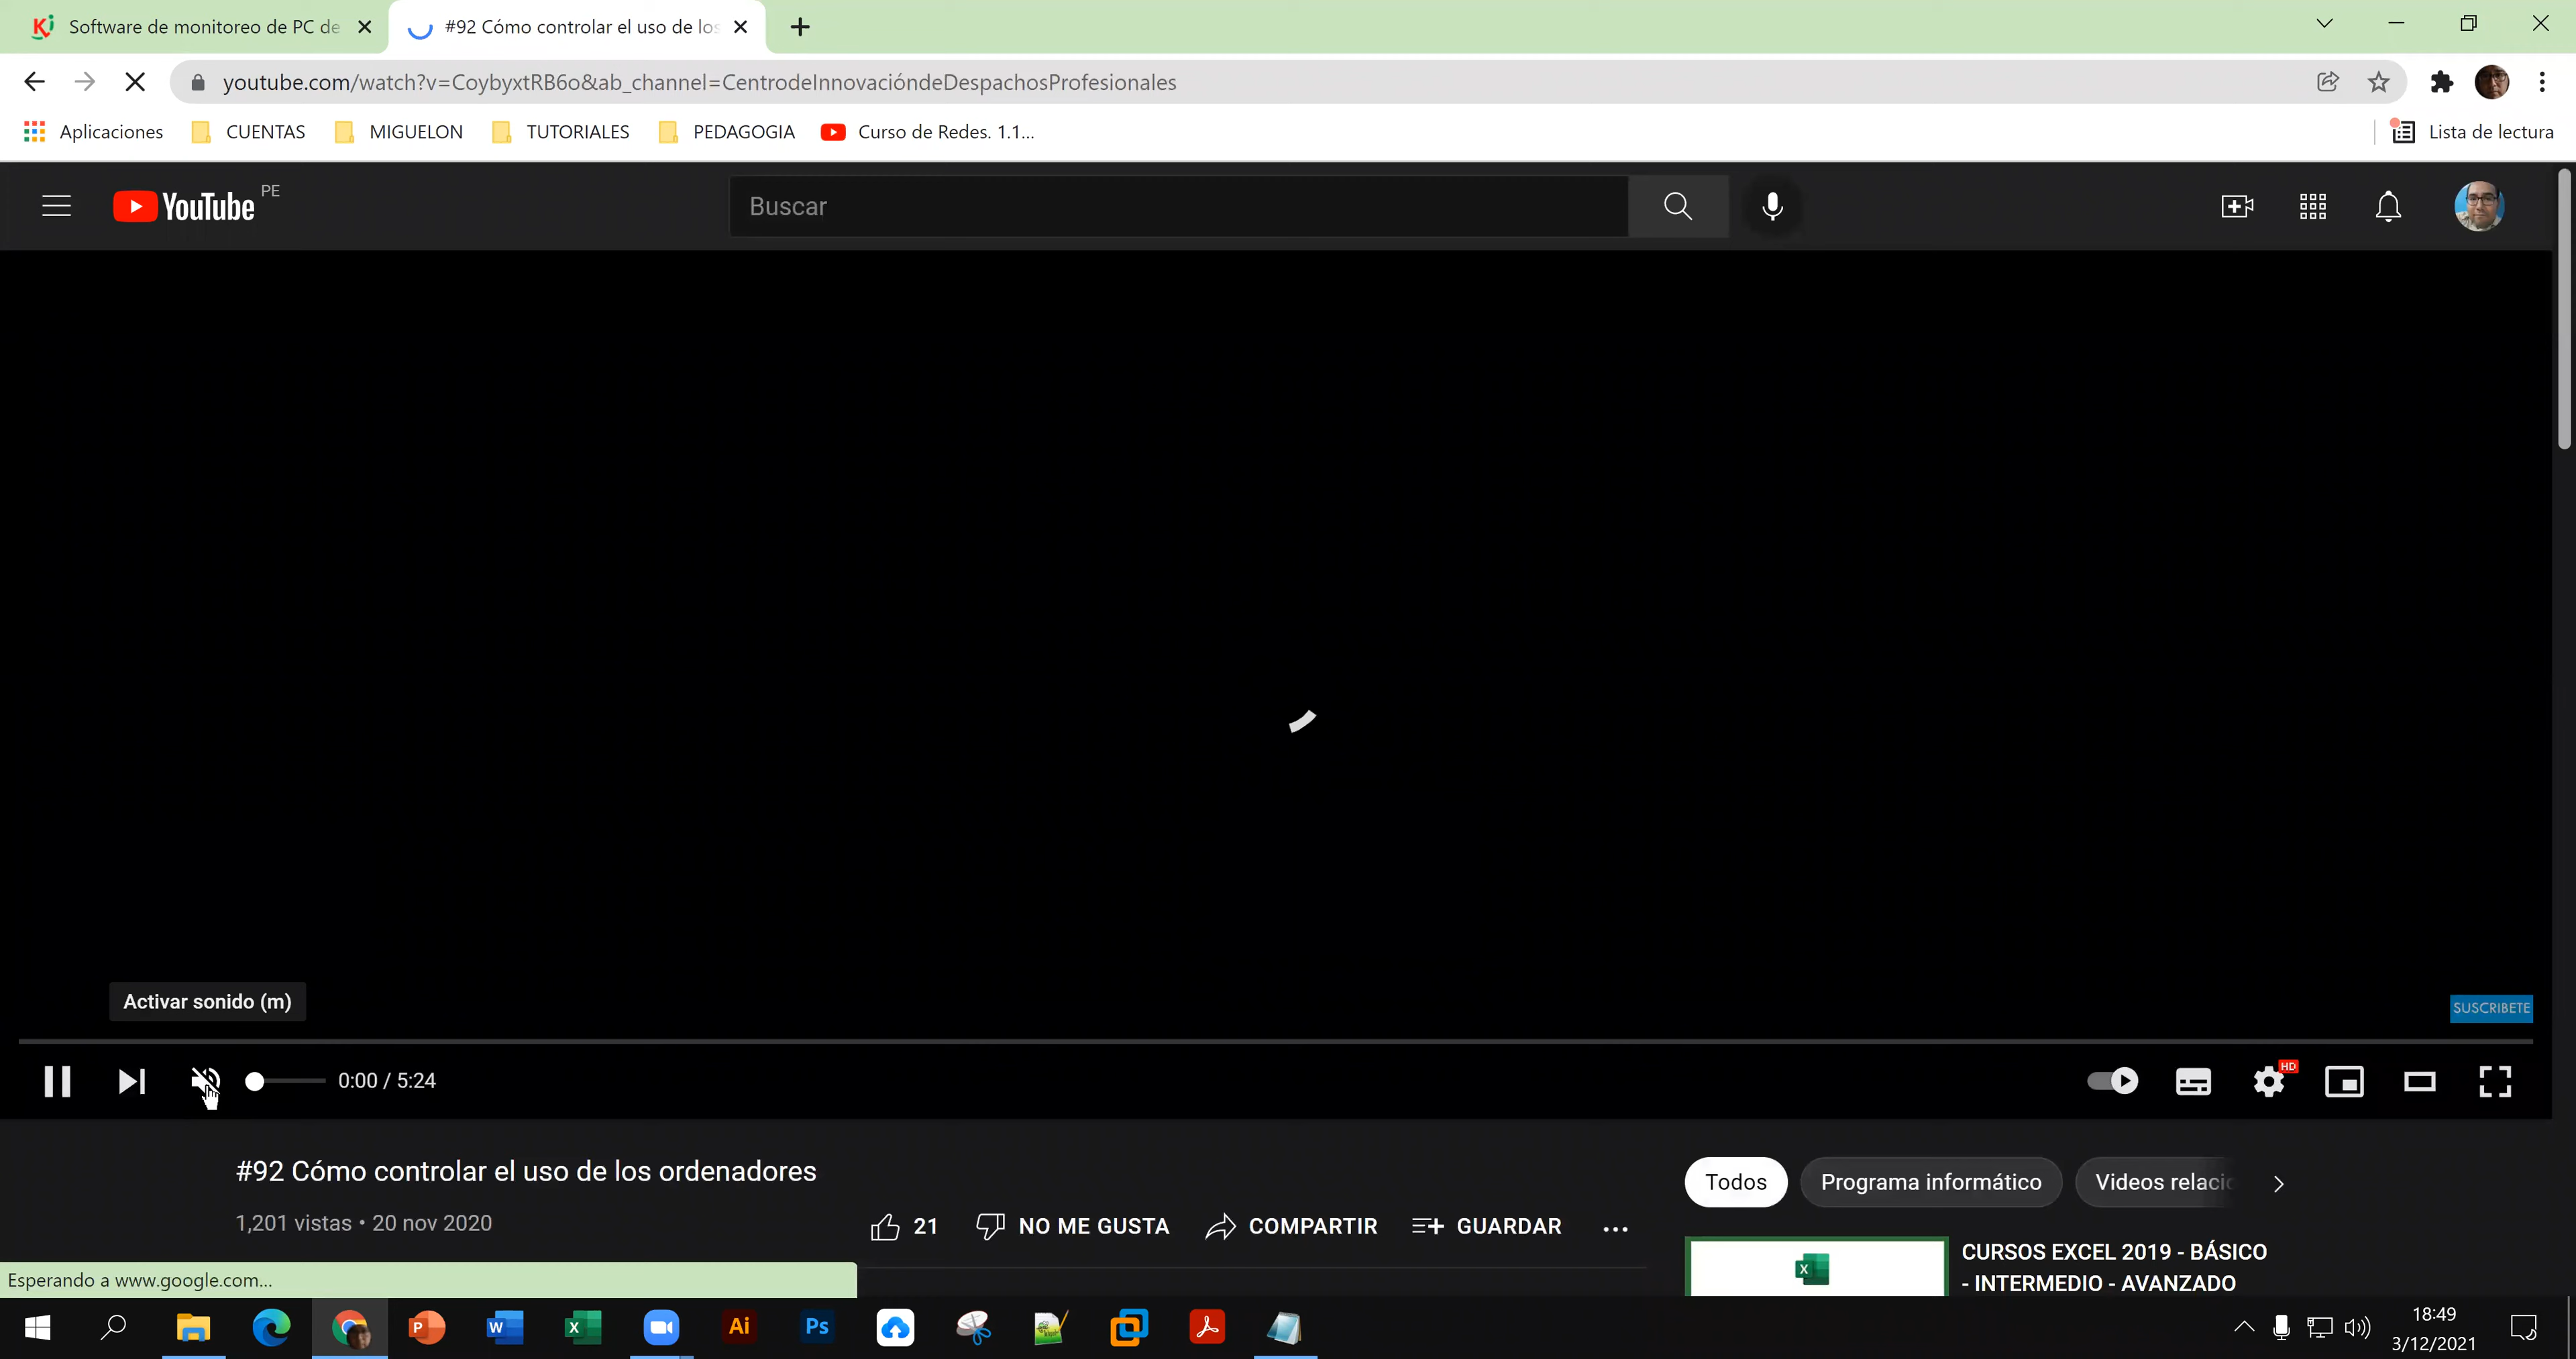 Software de monitoreo de PC de
#92 Cómo controlar el uso de los
youtube.com/watch?v=CoybyxtRB6o&ab_channel=CentrodeInnovacióndeDespachosProfesionales
Aplicaciones
CUENTAS
MIGUELON
TUTORIALES
PEDAGOGIA
Curso de Redes. 1.1...
Lista de lectura
YouTube PE
Buscar
Activar sonido (m)
SUSCRIBETE
0:00 / 5:24
HD
#92 Cómo controlar el uso de los ordenadores
1,201 vistas • 20 nov 2020
21
NO ME GUSTA
COMPARTIR
GUARDAR
Todos
Programa informático
Videos relacio
CURSOS EXCEL 2019 - BÁSICO
- INTERMEDIO - AVANZADO
Esperando a www.google.com...
Ai
Ps
18:49
3/12/2021